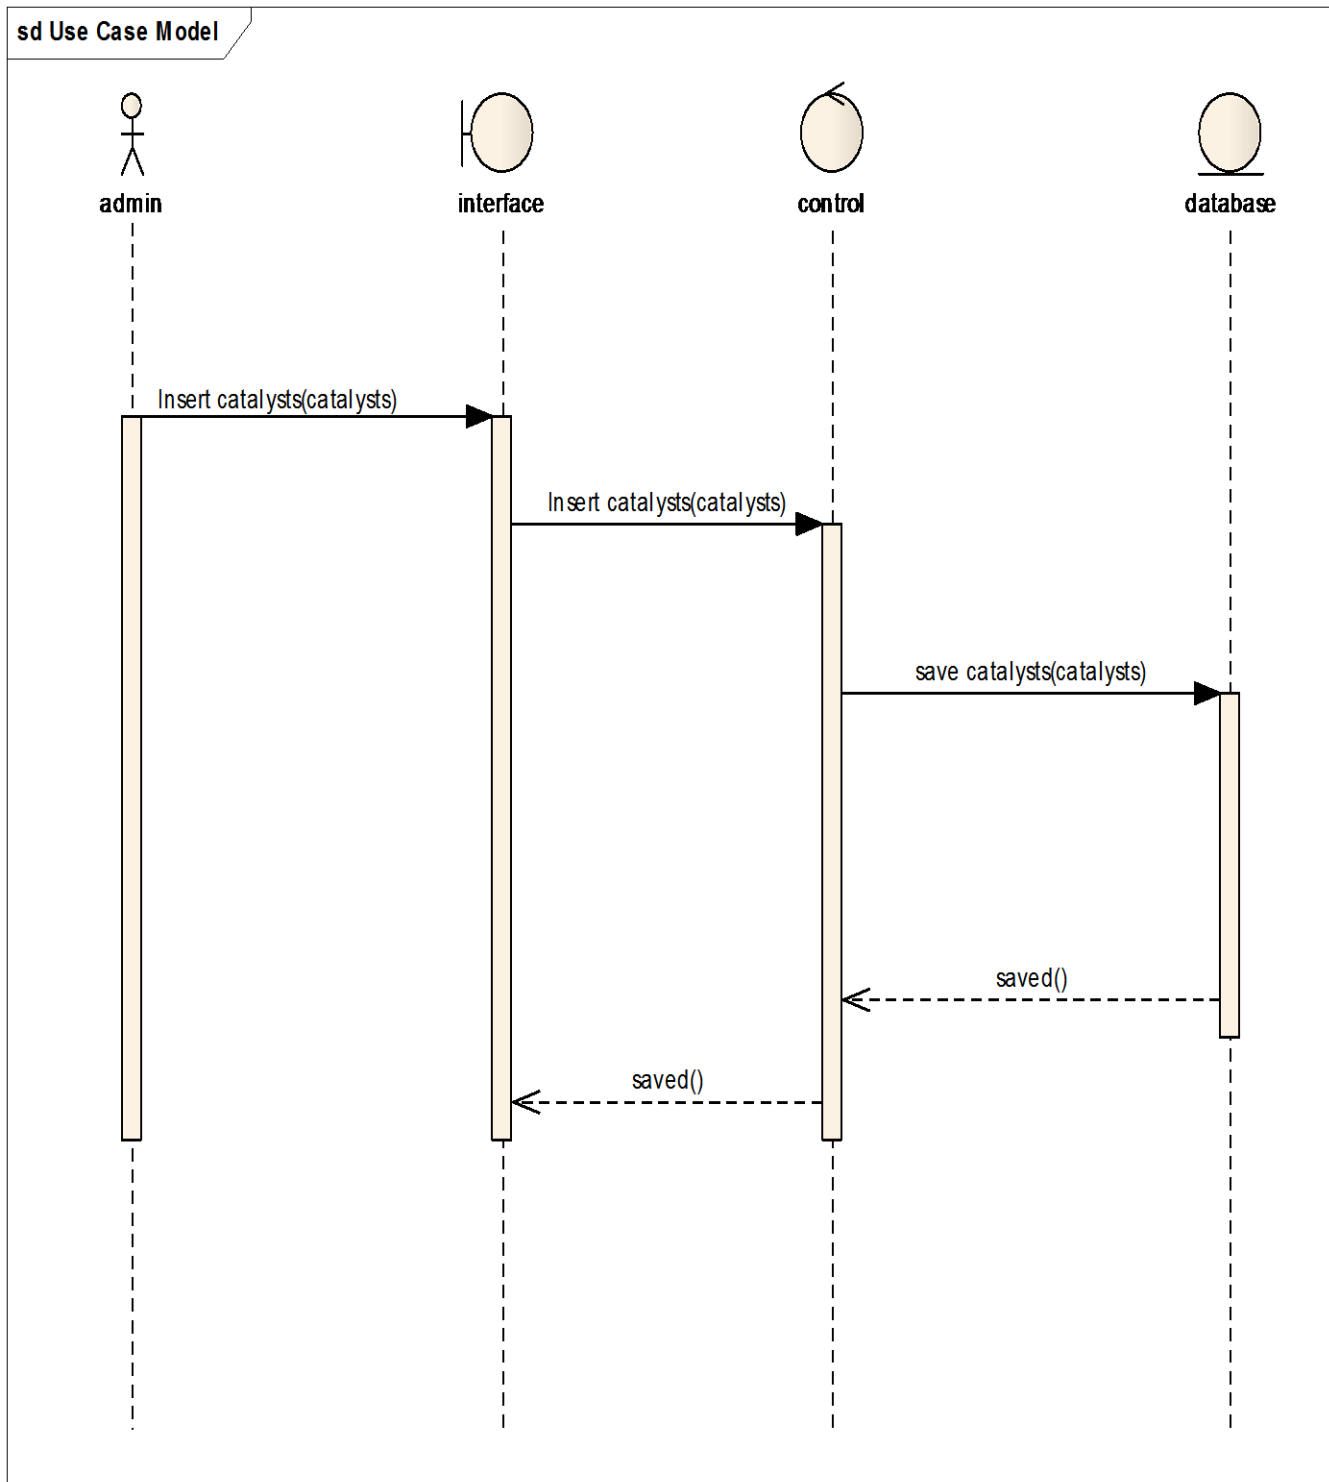 sd Use Case Model
admin
interface
control
database
Insert catalysts(catalysts)
Insert catalysts(catalysts)
save catalysts(catalysts)
saved()
saved()